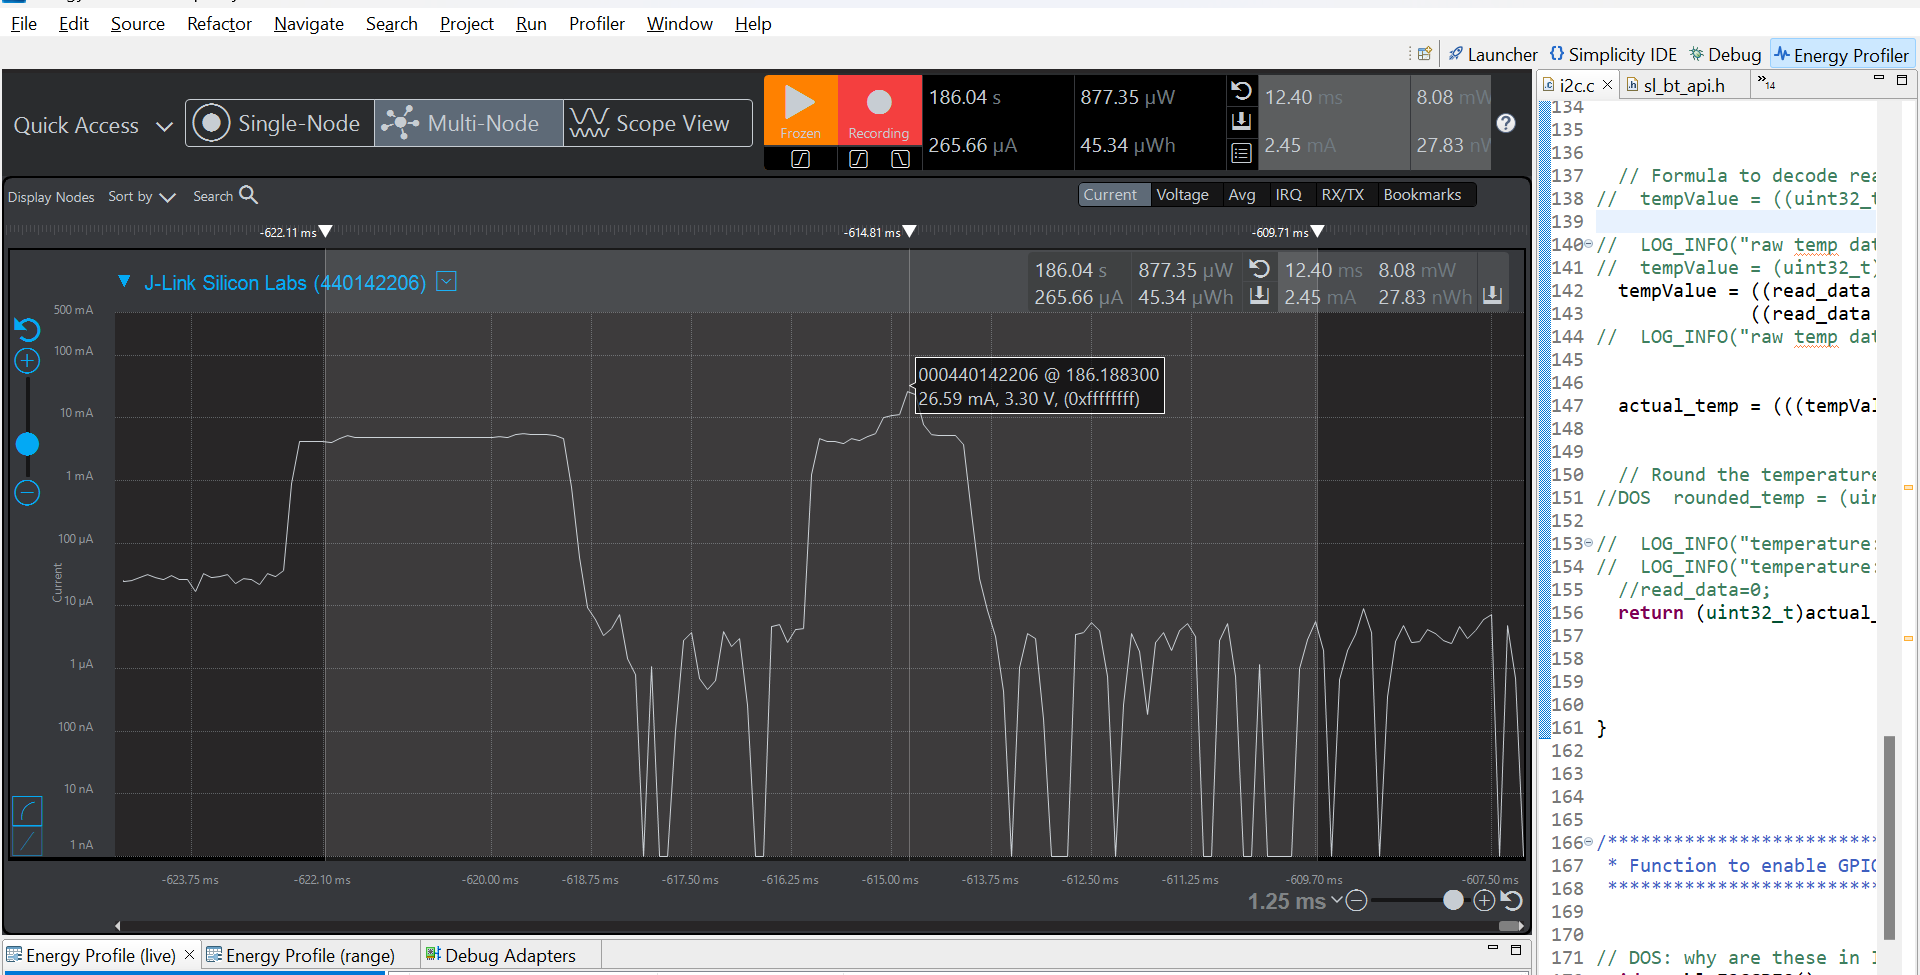 File Edit Source Refactor Navigate Search Project Run Profiler Window Help
Launcher Simplicity IDE Debug Energy Profiler
Quick Access Single-Node Multi-Node Scope View
Frozen Recording
186.04 s 877.35 µW 12.40 ms 8.08 mW
265.66 µA 45.34 µWh 2.45 mA 27.83 nW
Display Nodes Sort by Search
Current Voltage Avg IRQ RX/TX Bookmarks
-622.11 ms -614.81 ms -609.71 ms
J-Link Silicon Labs (440142206)
186.04 s 877.35 µW 12.40 ms 8.08 mW
265.66 µA 45.34 µWh 2.45 mA 27.83 nWh
500 mA
100 mA
10 mA
1 mA
100 µA
10 µA
1 µA
100 nA
10 nA
1 nA
Current
000440142206 @ 186.188300
26.59 mA, 3.30 V, (0xffffffff)
-623.75 ms -622.10 ms -620.00 ms -618.75 ms -617.50 ms -616.25 ms -615.00 ms -613.75 ms -612.50 ms -611.25 ms -609.70 ms -607.50 ms
1.25 ms
Energy Profile (live) Energy Profile (range) Debug Adapters
i2c.c sl_bt_api.h »14
134
135
136
137 // Formula to decode rea
138 // tempValue = ((uint32_t
139
140 // LOG_INFO("raw temp dat
141 // tempValue = (uint32_t)
142 tempValue = ((read_data
143 ((read_data
144 // LOG_INFO("raw temp dat
145
146
147 actual_temp = (((tempVal
148
149
150 // Round the temperature
151 //DOS rounded_temp = (uin
152
153 // LOG_INFO("temperature:
154 // LOG_INFO("temperature:
155 //read_data=0;
156 return (uint32_t)actual_
157
158
159
160
161 }
162
163
164
165
166 /*************************
167 * Function to enable GPIO
168 *************************
169
170
171 // DOS: why are these in I